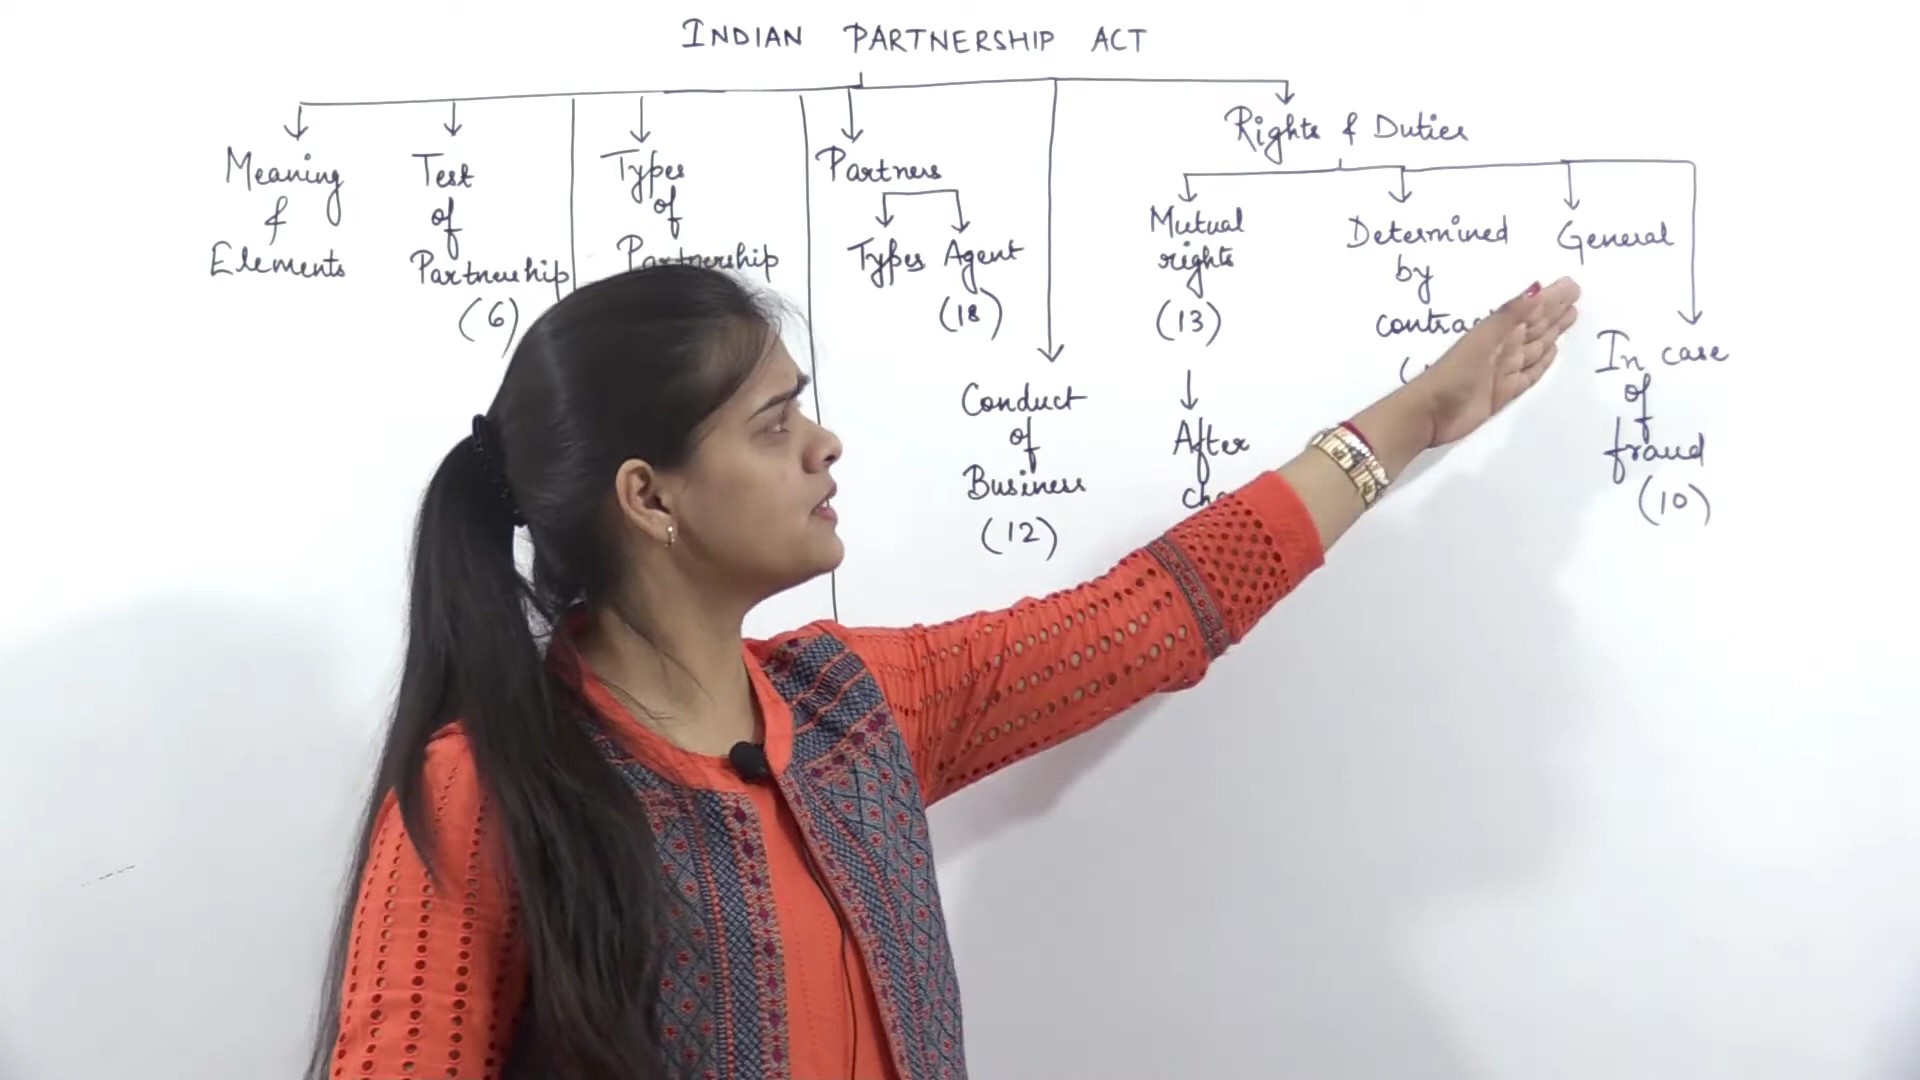 INDIAN PARTNERSHIP ACT
Meaning
&
Elements
Test
of
Partnership
(6)
Types
of
Partnership
Partners
Types Agent
(18)
Conduct
of
Business
(12)
Rights & Duties
Mutual
rights
(13)
After
Determined
by
General
In case
of
fraud
(10)